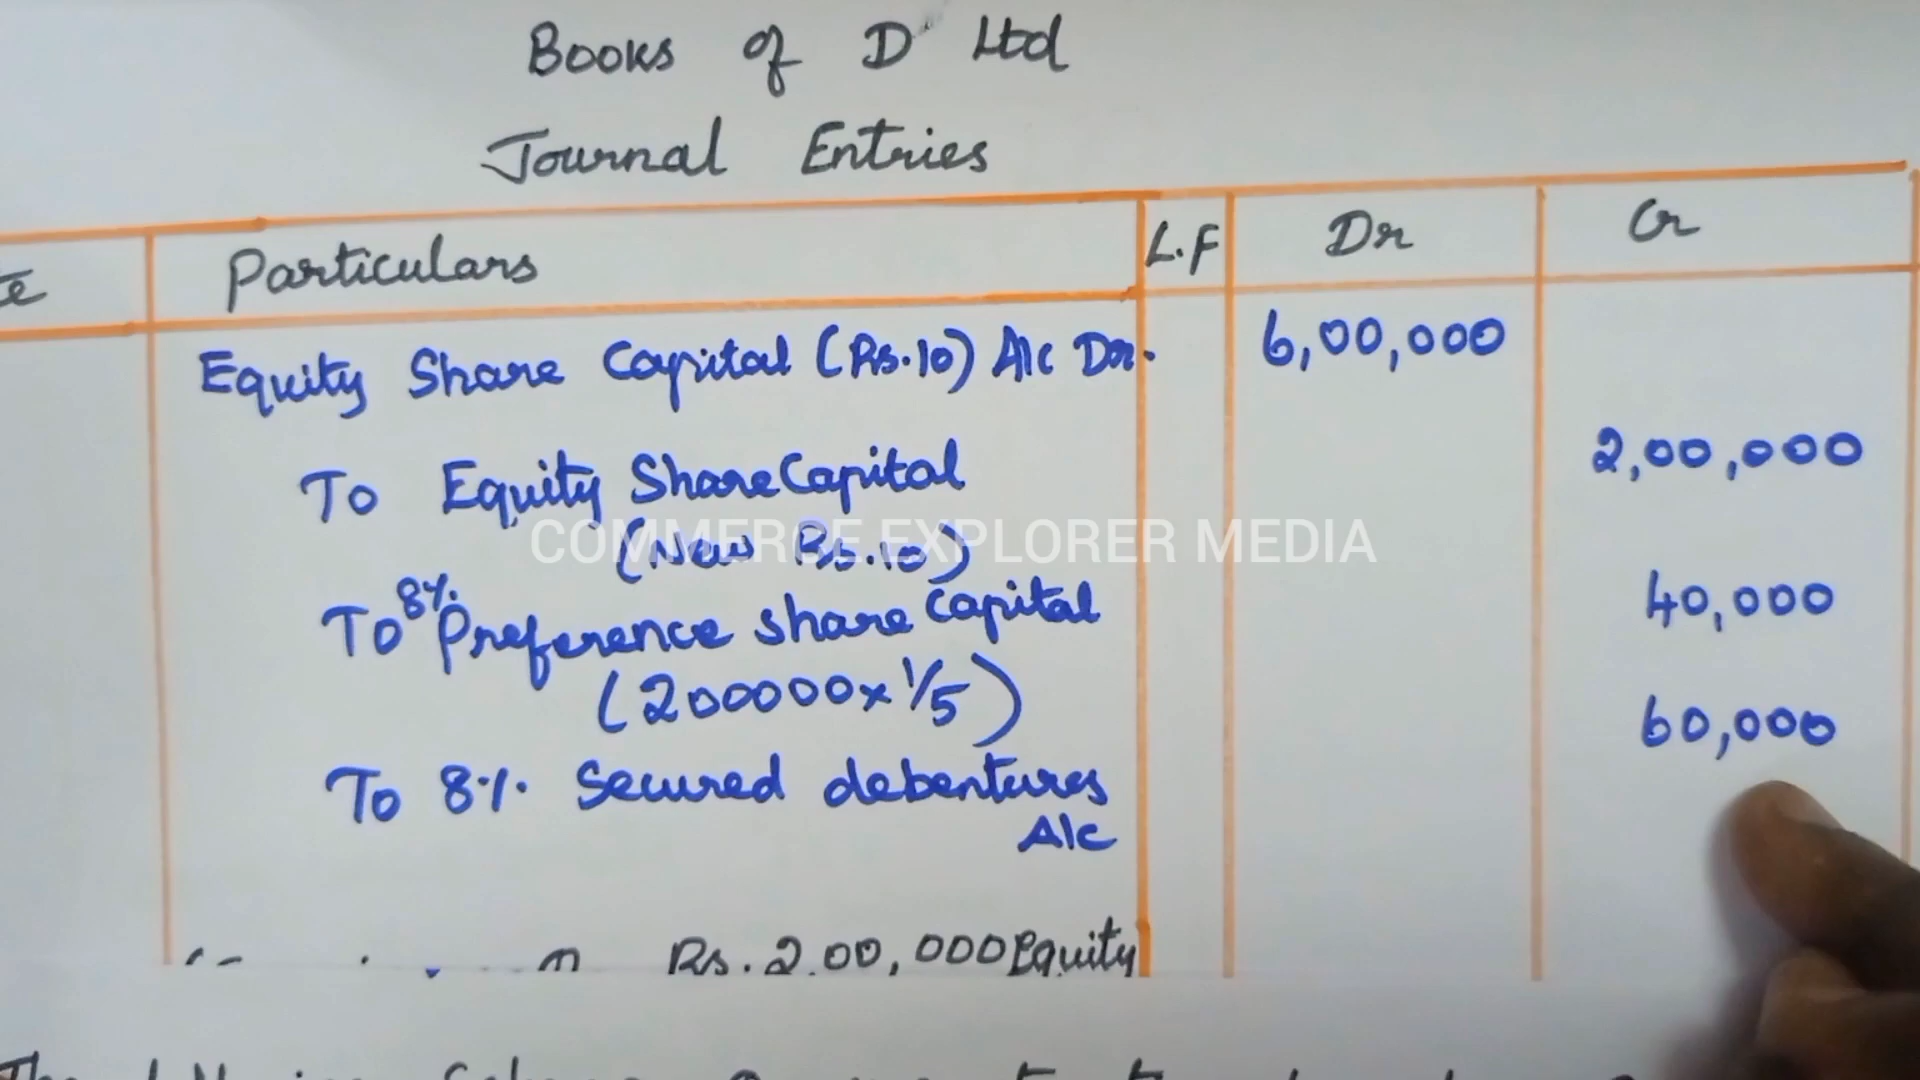 Books of D Ltd
Journal Entries
Particulars L.F Dr Cr
Equity Share Capital (Rs.10) A/c Dr. 6,00,000
To Equity Share Capital 2,00,000
(New Rs.10)
COMMERCE EXPLORER MEDIA
To 8% Preference share capital 40,000
(200000x1/5)
To 8% Secured debentures 60,000
A/c
Rs.2,00,000 Equity